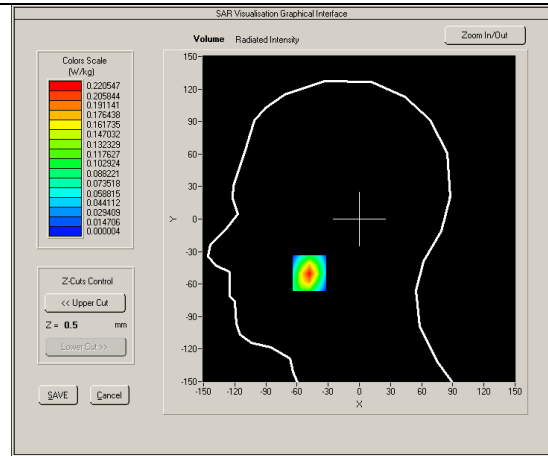 SAR Visualisation Graphical Interface
Volume Radiated Intensity
Zoom In/Out
Colors Scale
(W/kg)
0.220547
0.205844
0.191141
0.176438
0.161735
0.147032
0.132329
0.117627
0.102924
0.088221
0.073518
0.058815
0.044112
0.029409
0.014706
0.000004
Z-Cuts Control
<< Upper Cut
Z = 0.5 mm
Lower Cut >>
SAVE Cancel
150
120
90
60
30
0
-30
-60
-90
-120
-150
Y
-150 -120 -90 -60 -30 0 30 60 90 120 150
X